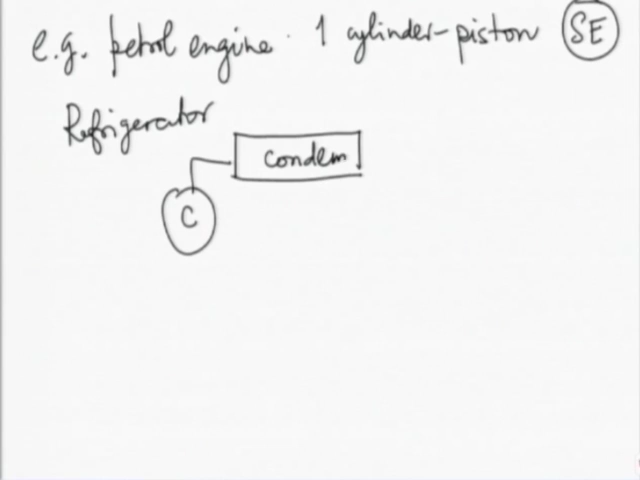 e.g. petrol engine. 1 cylinder-piston SE
Refrigerator
Condem
C